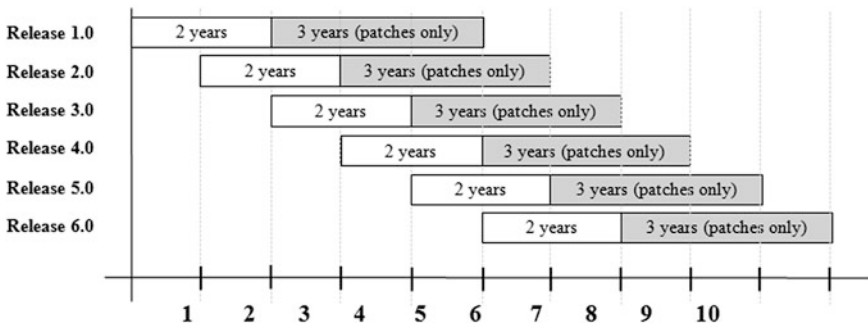 Release 1.0 2 years 3 years (patches only)
Release 2.0 2 years 3 years (patches only)
Release 3.0 2 years 3 years (patches only)
Release 4.0 2 years 3 years (patches only)
Release 5.0 2 years 3 years (patches only)
Release 6.0 2 years 3 years (patches only)
1 2 3 4 5 6 7 8 9 10